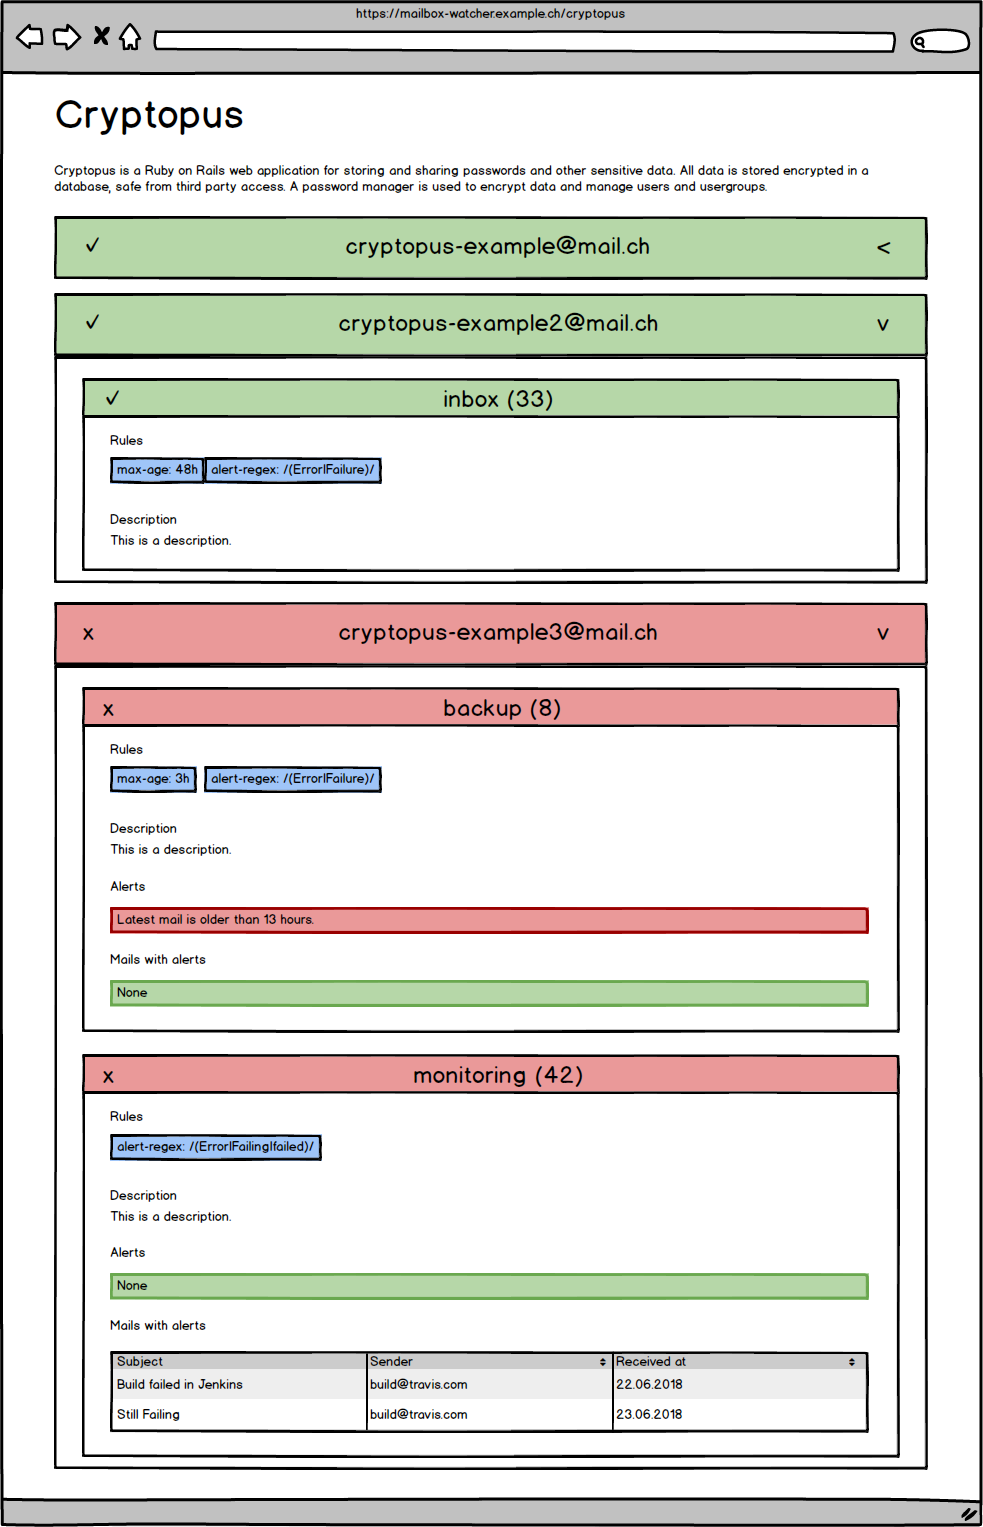 https://mailbox-watcher.example.ch/cryptopus
Cryptopus
Cryptopus is a Ruby on Rails web application for storing and sharing passwords and other sensitive data. All data is stored encrypted in a
database, safe from third party access. A password manager is used to encrypt data and manage users and usergroups.
✓ cryptopus-example@mail.ch <
✓ cryptopus-example2@mail.ch v
✓ inbox (33)
Rules
max-age: 48h alert-regex: /(Error|Failure)/
Description
This is a description.
x cryptopus-example3@mail.ch v
x backup (8)
Rules
max-age: 3h alert-regex: /(Error|Failure)/
Description
This is a description.
Alerts
Latest mail is older than 13 hours.
Mails with alerts
None
x monitoring (42)
Rules
alert-regex: /(Error|Failing|failed)/
Description
This is a description.
Alerts
None
Mails with alerts
Subject Sender Received at
Build failed in Jenkins build@travis.com 22.06.2018
Still Failing build@travis.com 23.06.2018